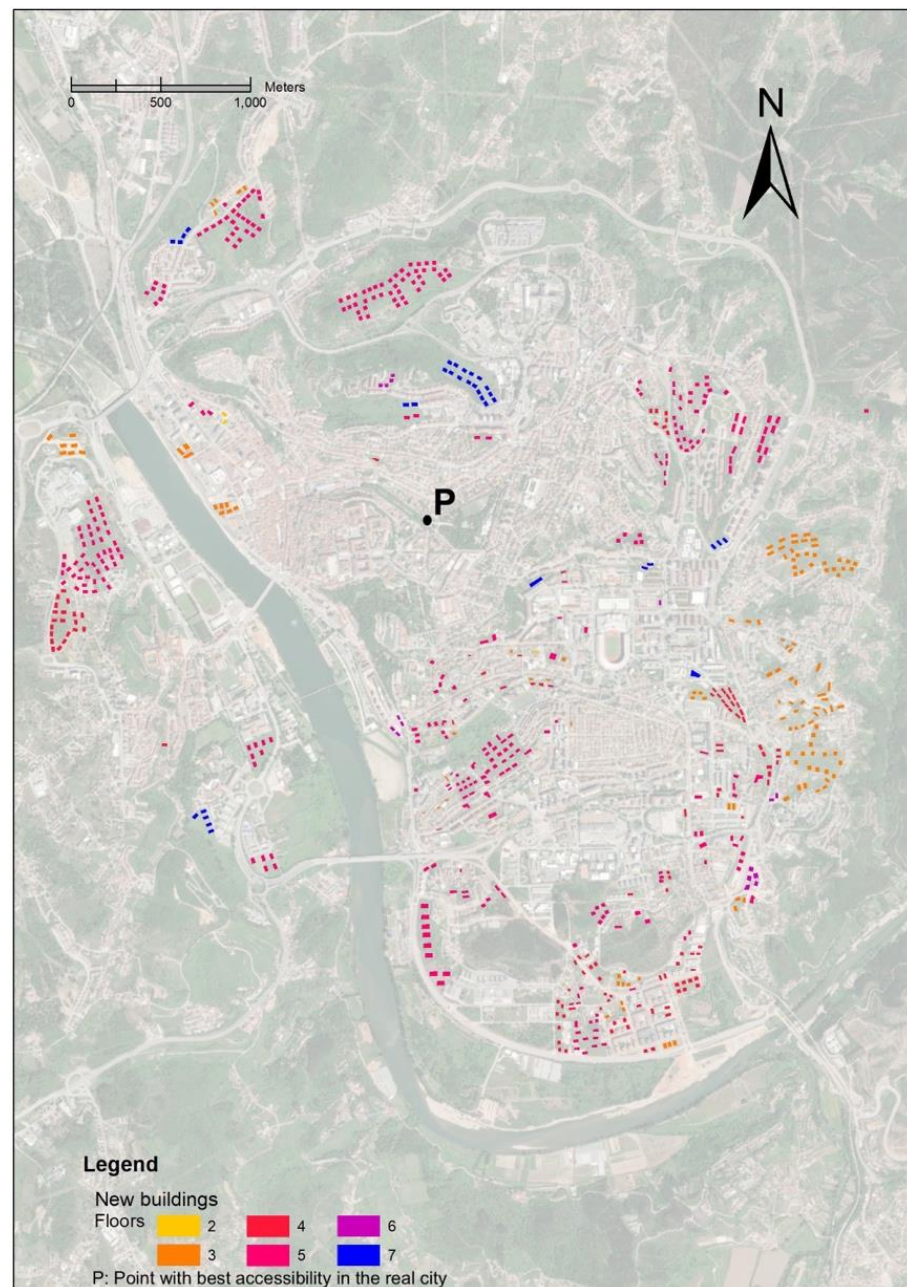 Meters
0 500 1,000
N
P
Legend
New buildings
Floors 2 4 6
3 5 7
P: Point with best accessibility in the real city